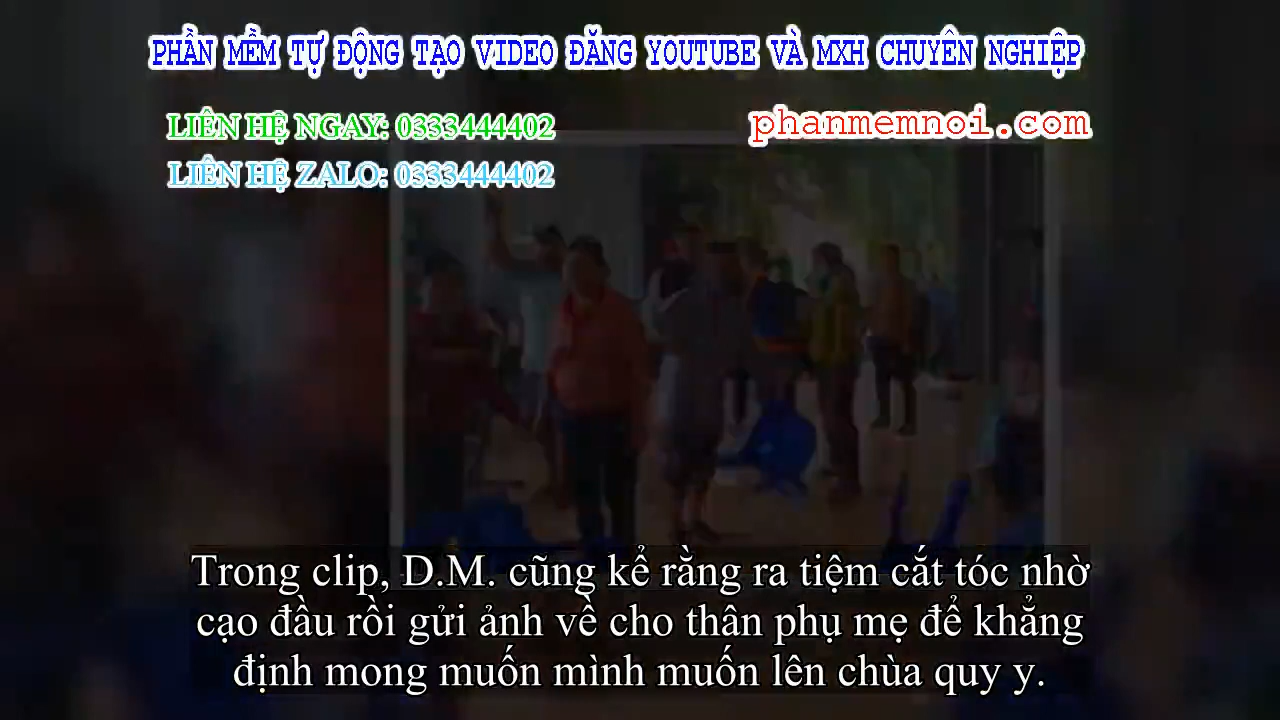 PHẦN MỀM TỰ ĐỘNG TẠO VIDEO ĐĂNG YOUTUBE VÀ MXH CHUYÊN NGHIỆP
LIÊN HỆ NGAY: 0333444402
phanmemnoi.com
LIÊN HỆ ZALO: 0333444402
Trong clip, D.M. cũng kể rằng ra tiệm cắt tóc nhờ
cạo đầu rồi gửi ảnh về cho thân phụ mẹ để khẳng
định mong muốn mình muốn lên chùa quy y.